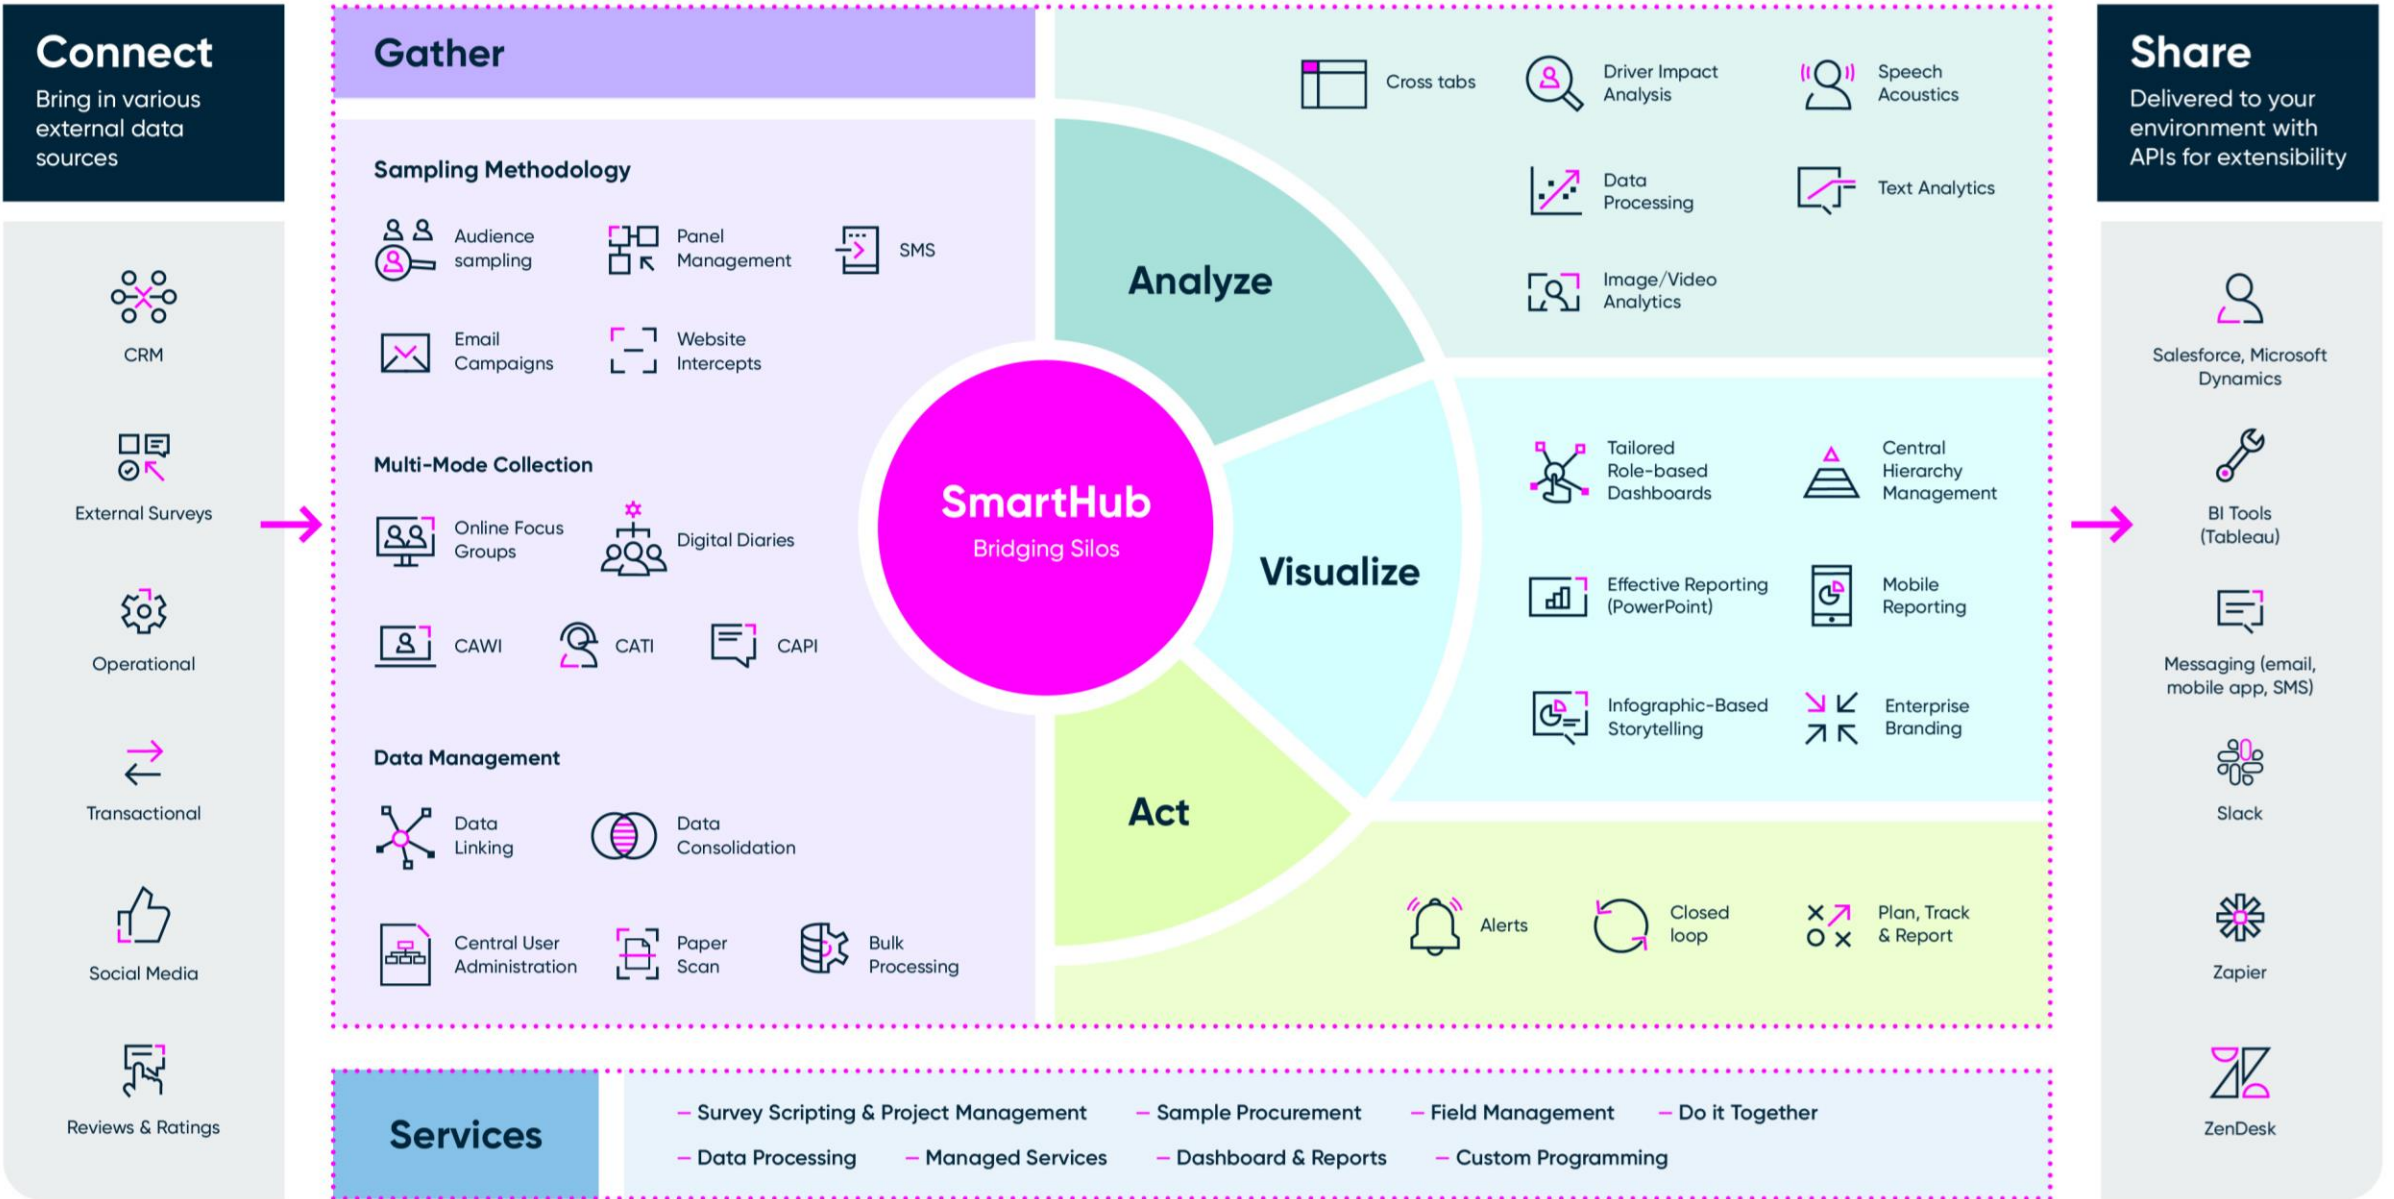 Connect
Bring in various
external data
sources
CRM
External Surveys
Operational
Transactional
Social Media
Reviews & Ratings
Gather
Sampling Methodology
Audience
sampling
Panel
Management
SMS
Email
Campaigns
Website
Intercepts
Multi-Mode Collection
Online Focus
Groups
Digital Diaries
CAWI
CATI
CAPI
Data Management
Data
Linking
Data
Consolidation
Central User
Administration
Paper
Scan
Bulk
Processing
SmartHub
Bridging Silos
Analyze
Cross tabs
Driver Impact
Analysis
Speech
Acoustics
Data
Processing
Text Analytics
Image/Video
Analytics
Visualize
Tailored
Role-based
Dashboards
Central
Hierarchy
Management
Effective Reporting
(PowerPoint)
Mobile
Reporting
Infographic-Based
Storytelling
Enterprise
Branding
Act
Alerts
Closed
loop
Plan, Track
& Report
Services
– Survey Scripting & Project Management – Sample Procurement – Field Management – Do it Together
– Data Processing – Managed Services – Dashboard & Reports – Custom Programming
Share
Delivered to your
environment with
APIs for extensibility
Salesforce, Microsoft
Dynamics
BI Tools
(Tableau)
Messaging (email,
mobile app, SMS)
Slack
Zapier
ZenDesk